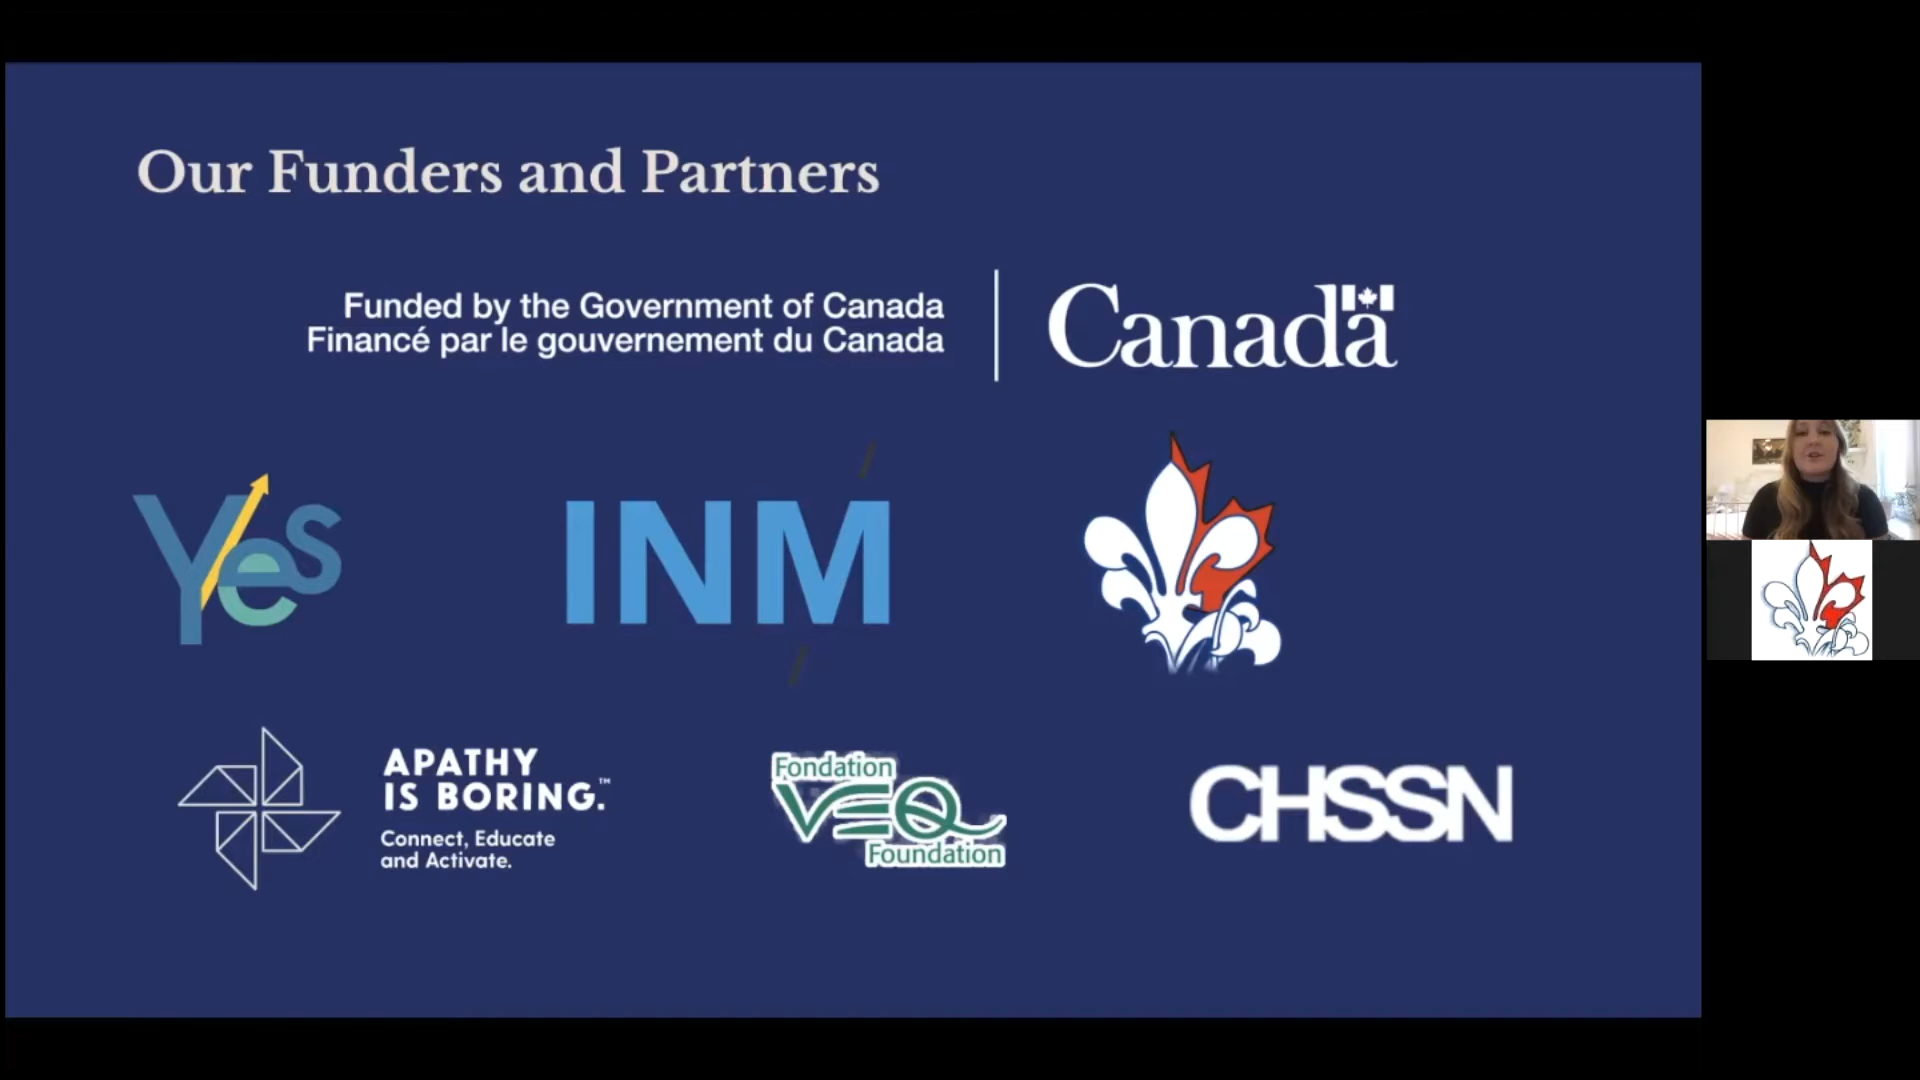 Our Funders and Partners
Funded by the Government of Canada
Financé par le gouvernement du Canada
Canada
Yes
INM
APATHY
IS BORING.™
Connect, Educate
and Activate.
Fondation
VEQ
Foundation
CHSSN